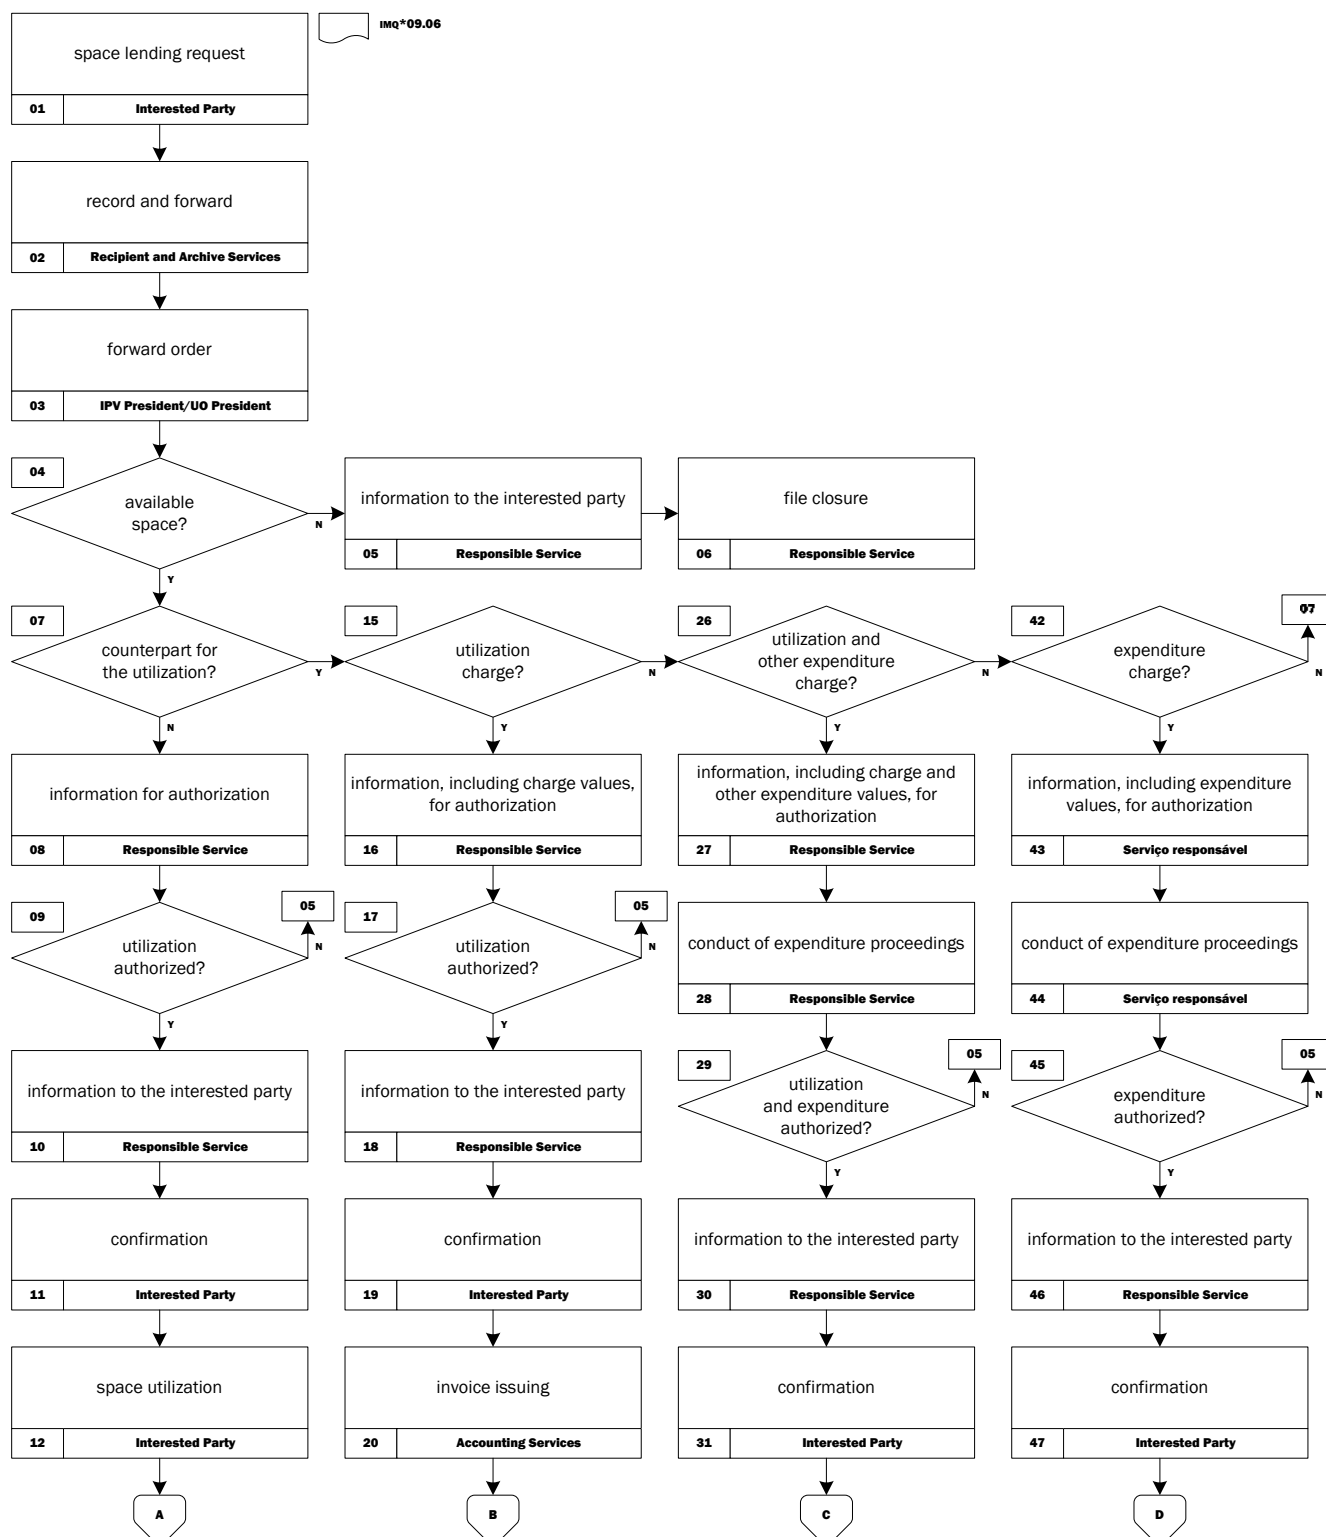 IMQ*09.06
space lending request
01 Interested Party
record and forward
02 Recipient and Archive Services
forward order
03 IPV President/UO President
04
available
space?
N
Y
information to the interested party
05 Responsible Service
file closure
06 Responsible Service
07
counterpart for
the utilization?
Y
N
15
utilization
charge?
N
Y
26
utilization and
other expenditure
charge?
N
Y
42
expenditure
charge?
07
N
Y
information for authorization
08 Responsible Service
information, including charge values,
for authorization
16 Responsible Service
information, including charge and
other expenditure values, for
authorization
27 Responsible Service
information, including expenditure
values, for authorization
43 Serviço responsável
09
utilization
authorized?
05
N
Y
17
utilization
authorized?
05
N
Y
conduct of expenditure proceedings
28 Responsible Service
conduct of expenditure proceedings
44 Serviço responsável
information to the interested party
10 Responsible Service
information to the interested party
18 Responsible Service
29
utilization
and expenditure
authorized?
05
N
Y
45
expenditure
authorized?
05
N
Y
confirmation
11 Interested Party
confirmation
19 Interested Party
information to the interested party
30 Responsible Service
information to the interested party
46 Responsible Service
space utilization
12 Interested Party
invoice issuing
20 Accounting Services
confirmation
31 Interested Party
confirmation
47 Interested Party
A
B
C
D